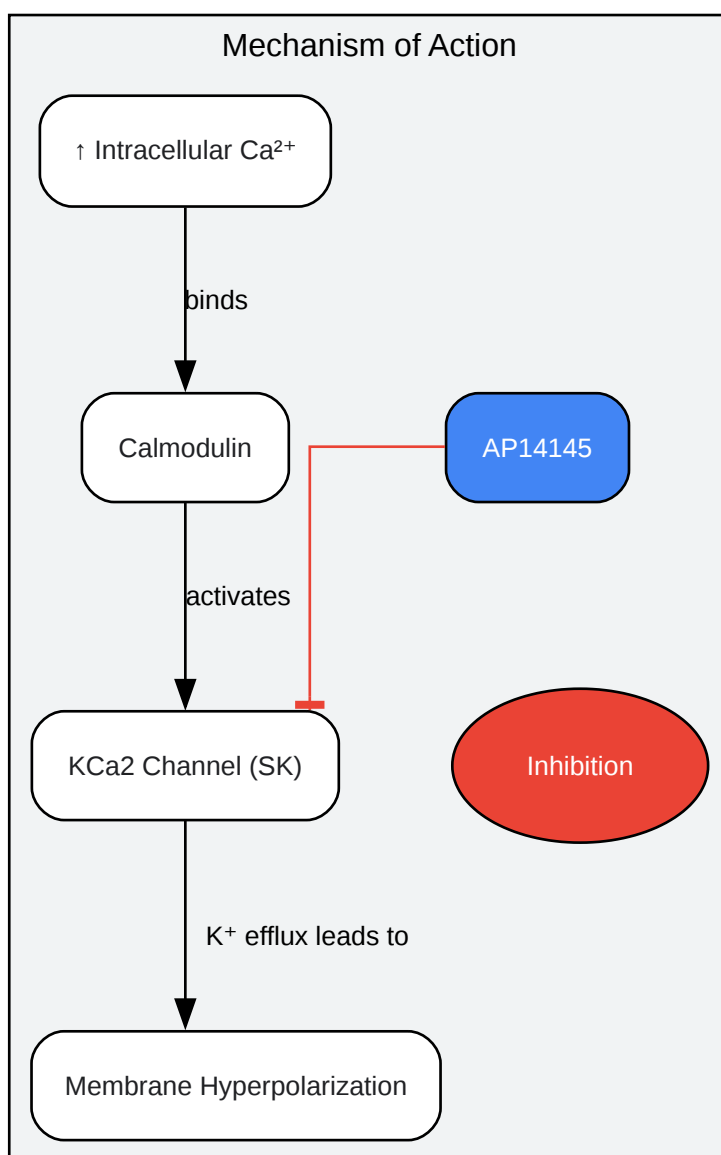 Mechanism of Action
↑ Intracellular Ca²⁺
binds
Calmodulin
AP14145
activates
KCa2 Channel (SK)
Inhibition
K⁺ efflux leads to
Membrane Hyperpolarization